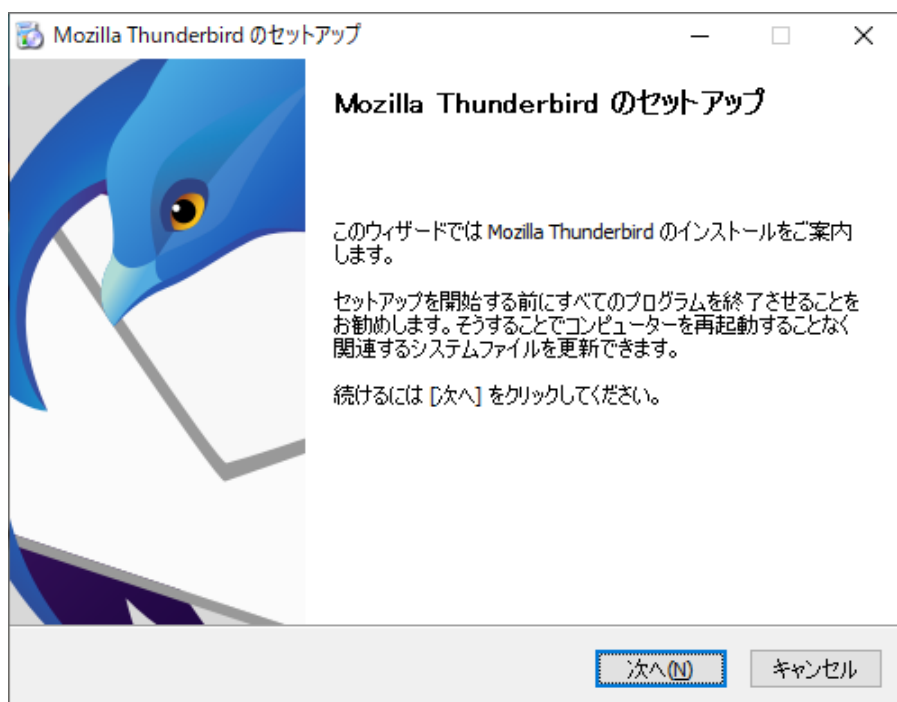 Mozilla Thunderbird のセットアップ
Mozilla Thunderbird のセットアップ
このウィザードでは Mozilla Thunderbird のインストールをご案内
します。
セットアップを開始する前にすべてのプログラムを終了させることを
お勧めします。そうすることでコンピューターを再起動することなく
関連するシステムファイルを更新できます。
続けるには [次へ] をクリックしてください。
次へ(N)
キャンセル